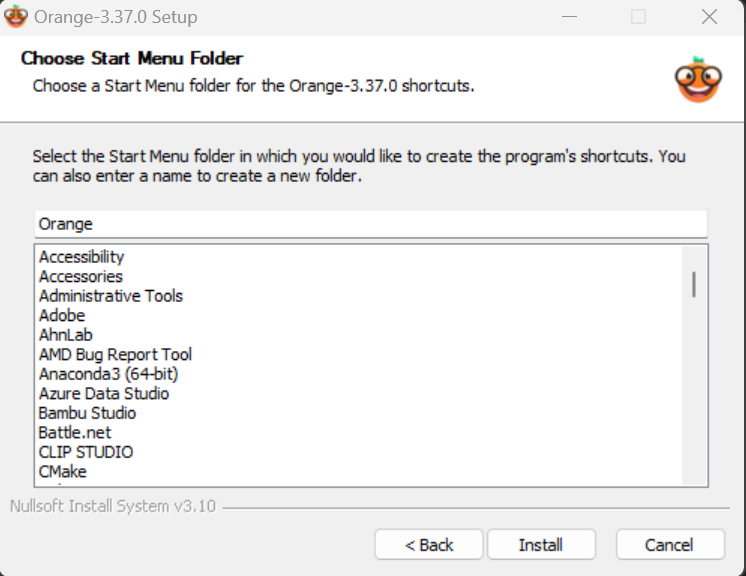 Orange-3.37.0 Setup
Choose Start Menu Folder
Choose a Start Menu folder for the Orange-3.37.0 shortcuts.
Select the Start Menu folder in which you would like to create the program's shortcuts. You
can also enter a name to create a new folder.
Orange
Accessibility
Accessories
Administrative Tools
Adobe
AhnLab
AMD Bug Report Tool
Anaconda3 (64-bit)
Azure Data Studio
Bambu Studio
Battle.net
CLIP STUDIO
CMake
Nullsoft Install System v3.10
< Back
Install
Cancel